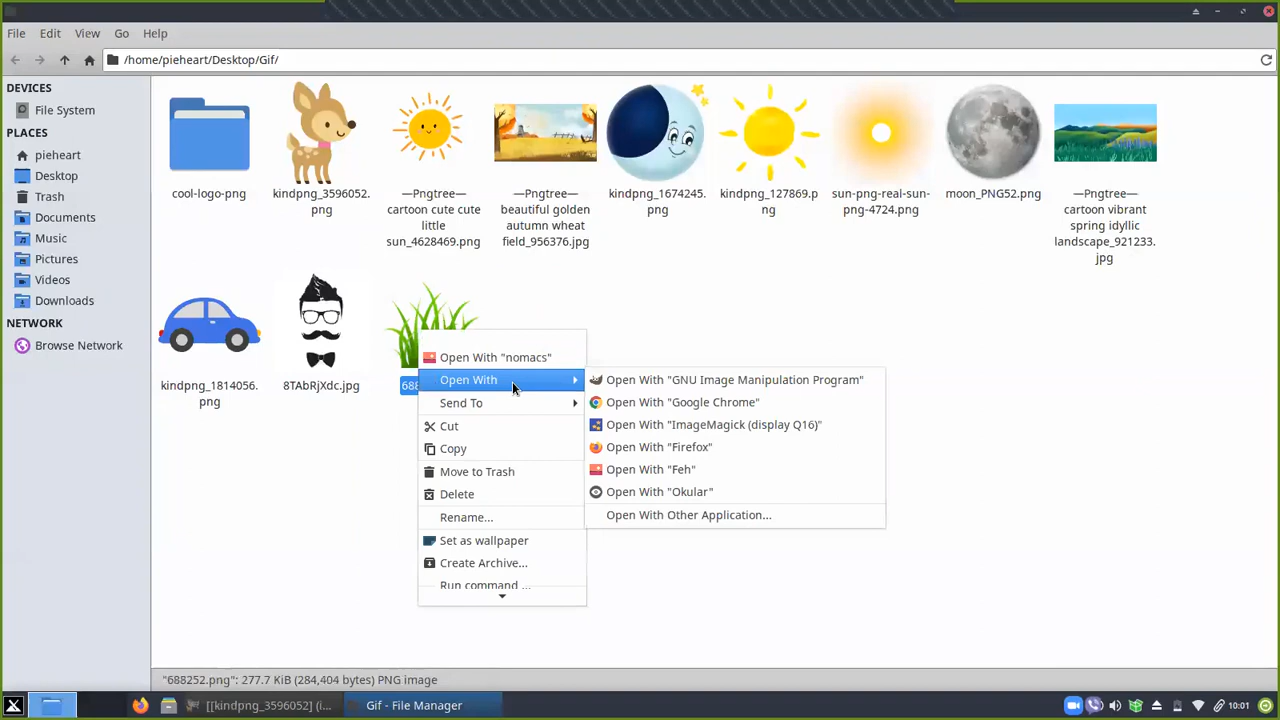 File Edit View Go Help
/home/pieheart/Desktop/Gif/
DEVICES
File System
PLACES
pieheart
Desktop
Trash
Documents
Music
Pictures
Videos
Downloads
NETWORK
Browse Network
cool-logo-png
kindpng_3596052.
png
—Pngtree—
cartoon cute cute
little
sun_4628469.png
—Pngtree—
beautiful golden
autumn wheat
field_956376.jpg
kindpng_1674245.
png
kindpng_127869.p
ng
sun-png-real-sun-
png-4724.png
moon_PNG52.png
—Pngtree—
cartoon vibrant
spring idyllic
landscape_921233.
jpg
kindpng_1814056.
png
8TAbRjXdc.jpg
688
Open With "nomacs"
Open With
Send To
Cut
Copy
Move to Trash
Delete
Rename...
Set as wallpaper
Create Archive...
Run command ...
Open With "GNU Image Manipulation Program"
Open With "Google Chrome"
Open With "ImageMagick (display Q16)"
Open With "Firefox"
Open With "Feh"
Open With "Okular"
Open With Other Application...
"688252.png": 277.7 KiB (284,404 bytes) PNG image
[[kindpng_3596052] (i...
Gif - File Manager
10:01